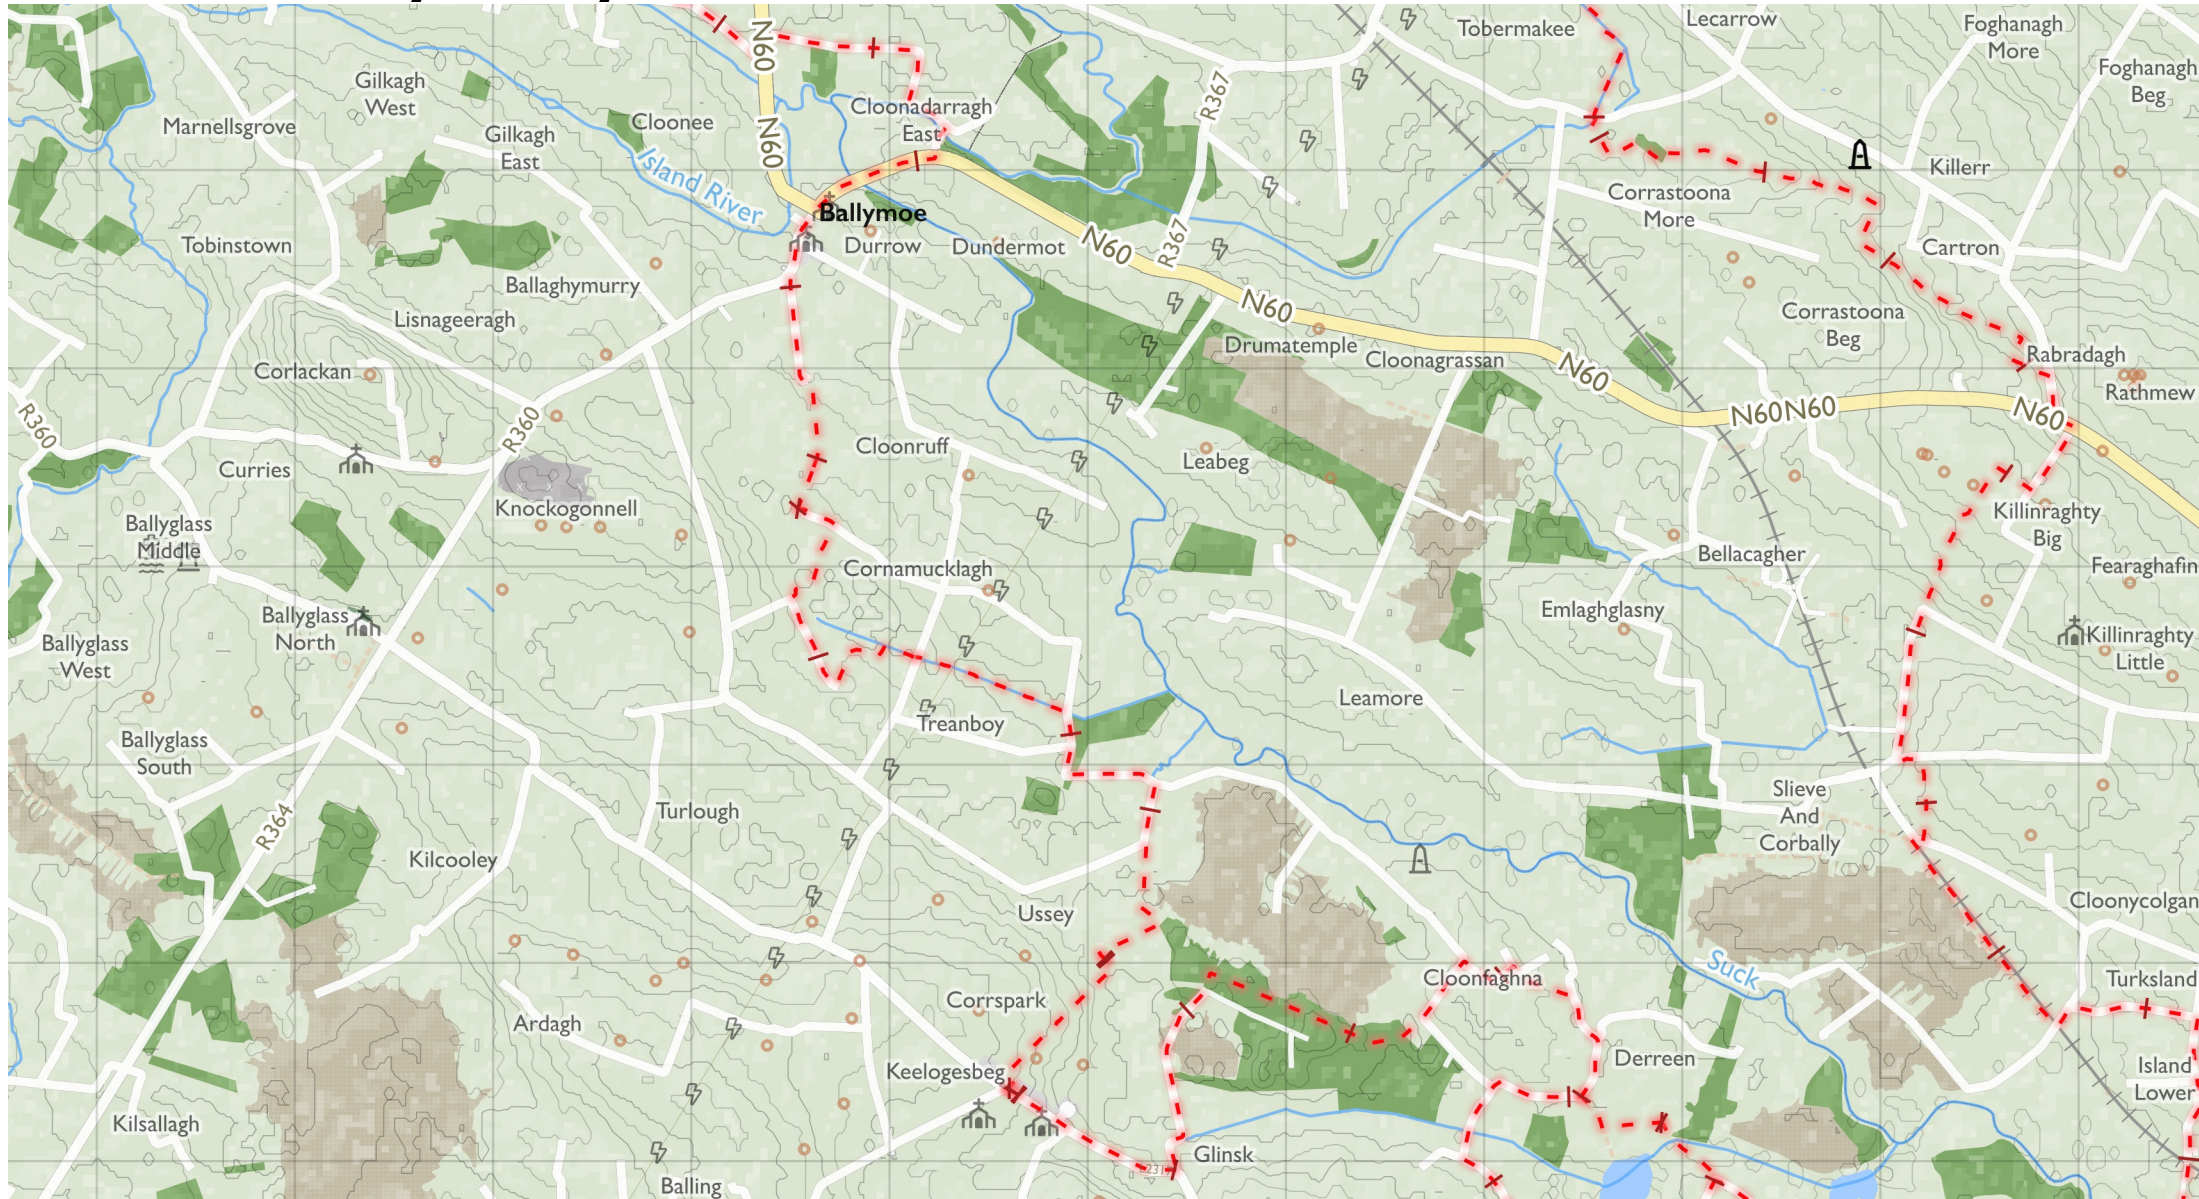 N60
Tobermakee
Lecarrow
Foghanagh
More
Foghanagh
Beg
Gilkagh
West
Marnellsgrove
Gilkagh
East
Cloonee
N60
Cloonadarragh
East
R367
Island River
Killerr
Corrastoona
More
Ballymoe
Tobinstown
Durrow
Dundermot
N60
R367
Cartron
Ballaghymurry
Lisnageeragh
N60
Corrastoona
Beg
Drumatemple
Cloonagrassan
N60
Rabradagh
Rathmew
Corlackan
R360
R360
N60N60
N60
Curries
Cloonruff
Leabeg
Knockogonnell
Killinraghty
Big
Ballyglass
Middle
Bellacagher
Fearaghafin
Cornamucklagh
Emlaghglasny
Ballyglass
North
Ballyglass
West
Killinraghty
Little
Leamore
Treanboy
Ballyglass
South
Slieve
And
Corbally
Turlough
R364
Kilcooley
Ussey
Cloonycolgan
Suck
Cloonfaghna
Turksland
Corrspark
Ardagh
Derreen
Keelogesbeg
Island
Lower
Kilsallagh
Glinsk
Balling